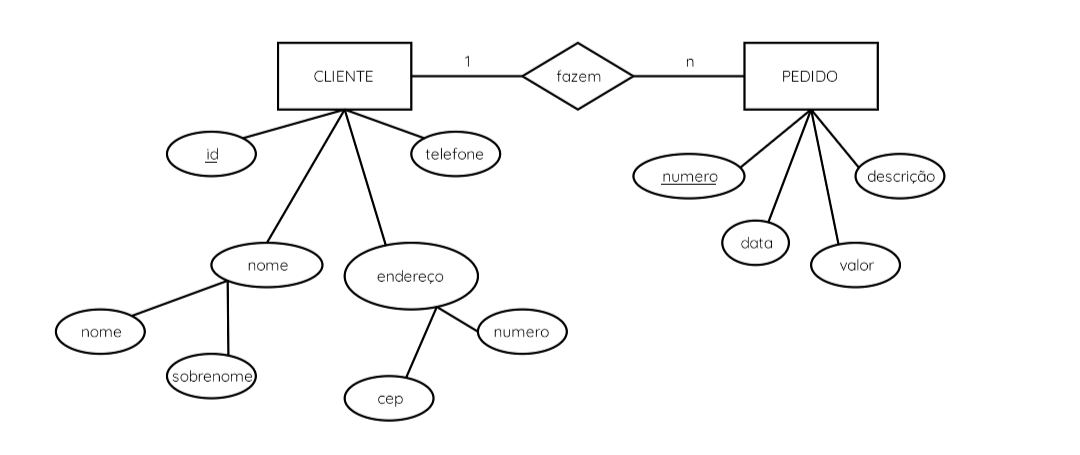 CLIENTE
1
fazem
n
PEDIDO
id
telefone
numero
descrição
data
valor
nome
endereço
nome
sobrenome
numero
cep